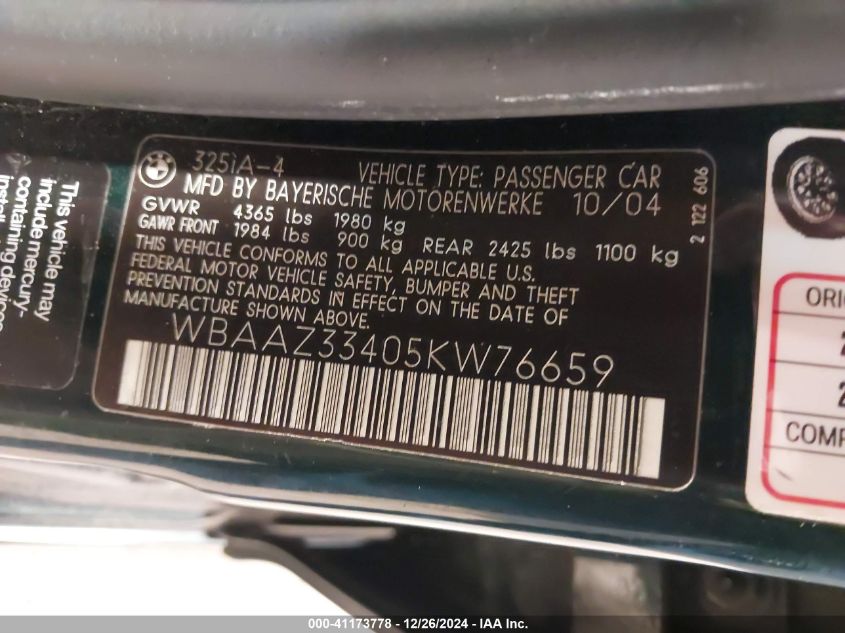 This vehicle may
include mercury-
containing devices
325iA-4 VEHICLE TYPE: PASSENGER CAR
MFD BY BAYERISCHE MOTORENWERKE 10/04
GVWR 4365 lbs 1980 kg
GAWR FRONT 1984 lbs 900 kg REAR 2425 lbs 1100 kg
THIS VEHICLE CONFORMS TO ALL APPLICABLE U.S.
FEDERAL MOTOR VEHICLE SAFETY, BUMPER AND THEFT
PREVENTION STANDARDS IN EFFECT ON THE DATE OF
MANUFACTURE SHOWN ABOVE.
WBAAZ33405KW76659
2 122 606
000-41173778 - 12/26/2024 - IAA, Inc.